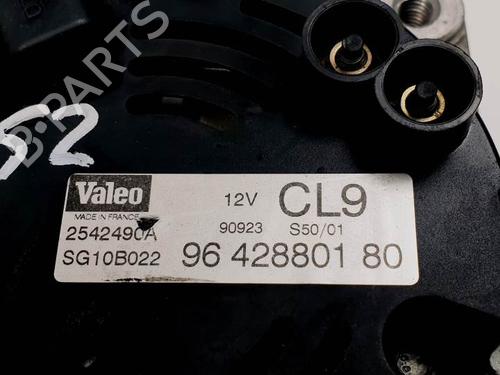 B-PARTS
52
Valeo
MADE IN FRANCE
12V CL9
2542490A 90923 S50/01
SG10B022 96 428801 80